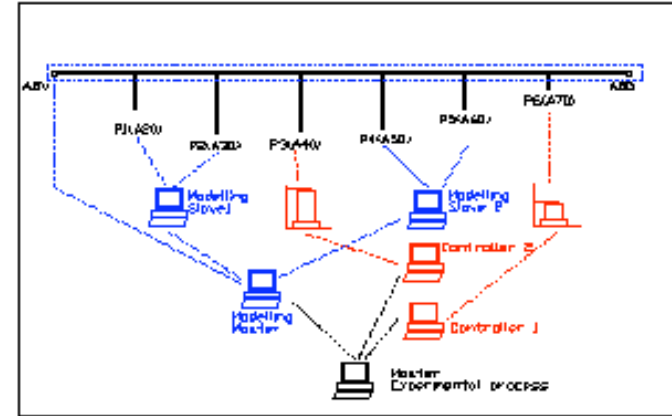 P1(A20)
P2(A30)
P3(A40)
P4(A50)
P5(A60)
P6(A70)
Modelling
Slave1
Modelling
Slave 2
Controller 2
Modelling
Master
Controller 1
Master
Experimental process